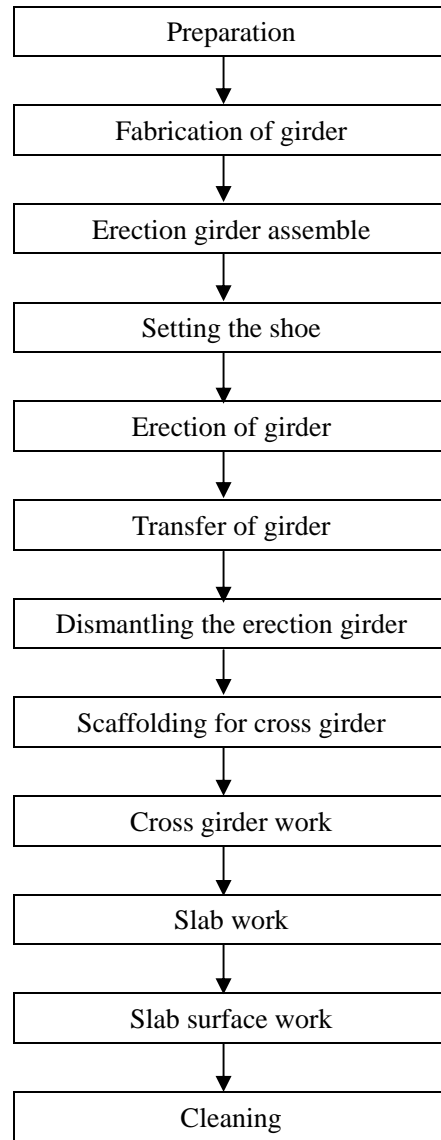 Preparation
Fabrication of girder
Erection girder assemble
Setting the shoe
Erection of girder
Transfer of girder
Dismantling the erection girder
Scaffolding for cross girder
Cross girder work
Slab work
Slab surface work
Cleaning